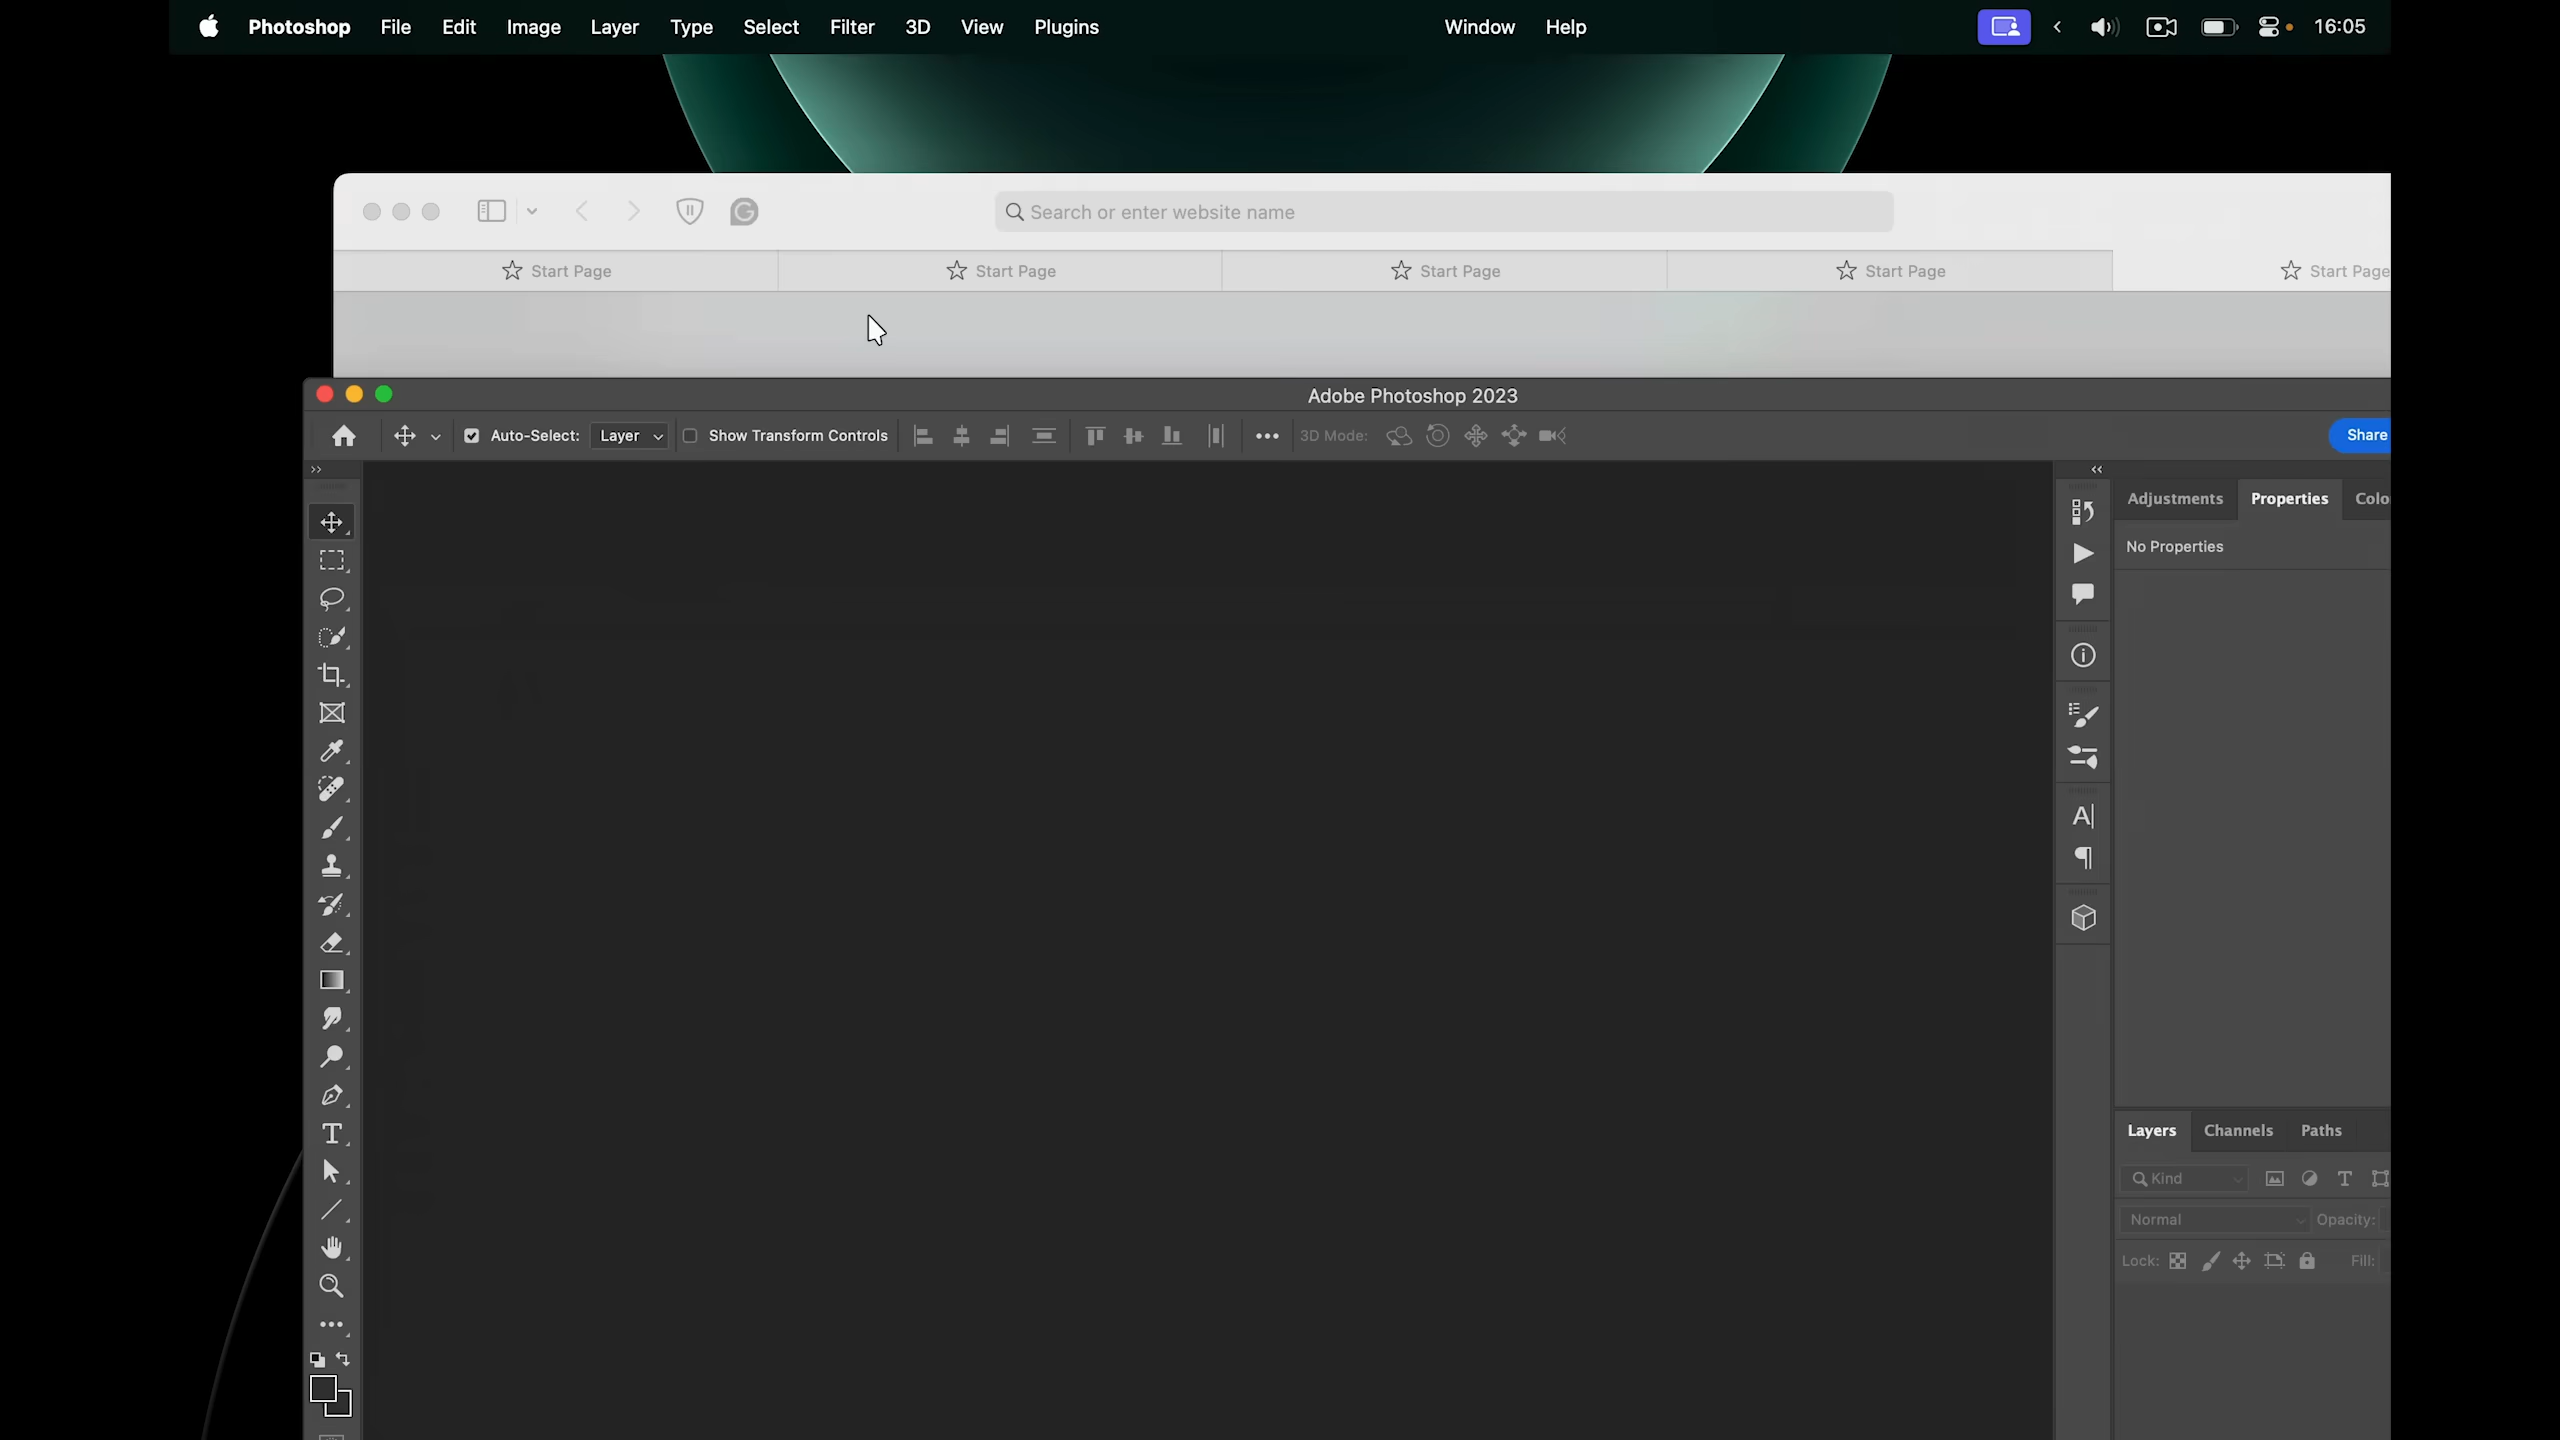 Photoshop File Edit Image Layer Type Select Filter 3D View Plugins Window Help 16:05
Search or enter website name
Start Page Start Page Start Page Start Page Start Page
Adobe Photoshop 2023
Auto-Select: Layer Show Transform Controls 3D Mode: Share
Adjustments Properties Colo
No Properties
Layers Channels Paths
Kind
Normal Opacity:
Lock: Fill: